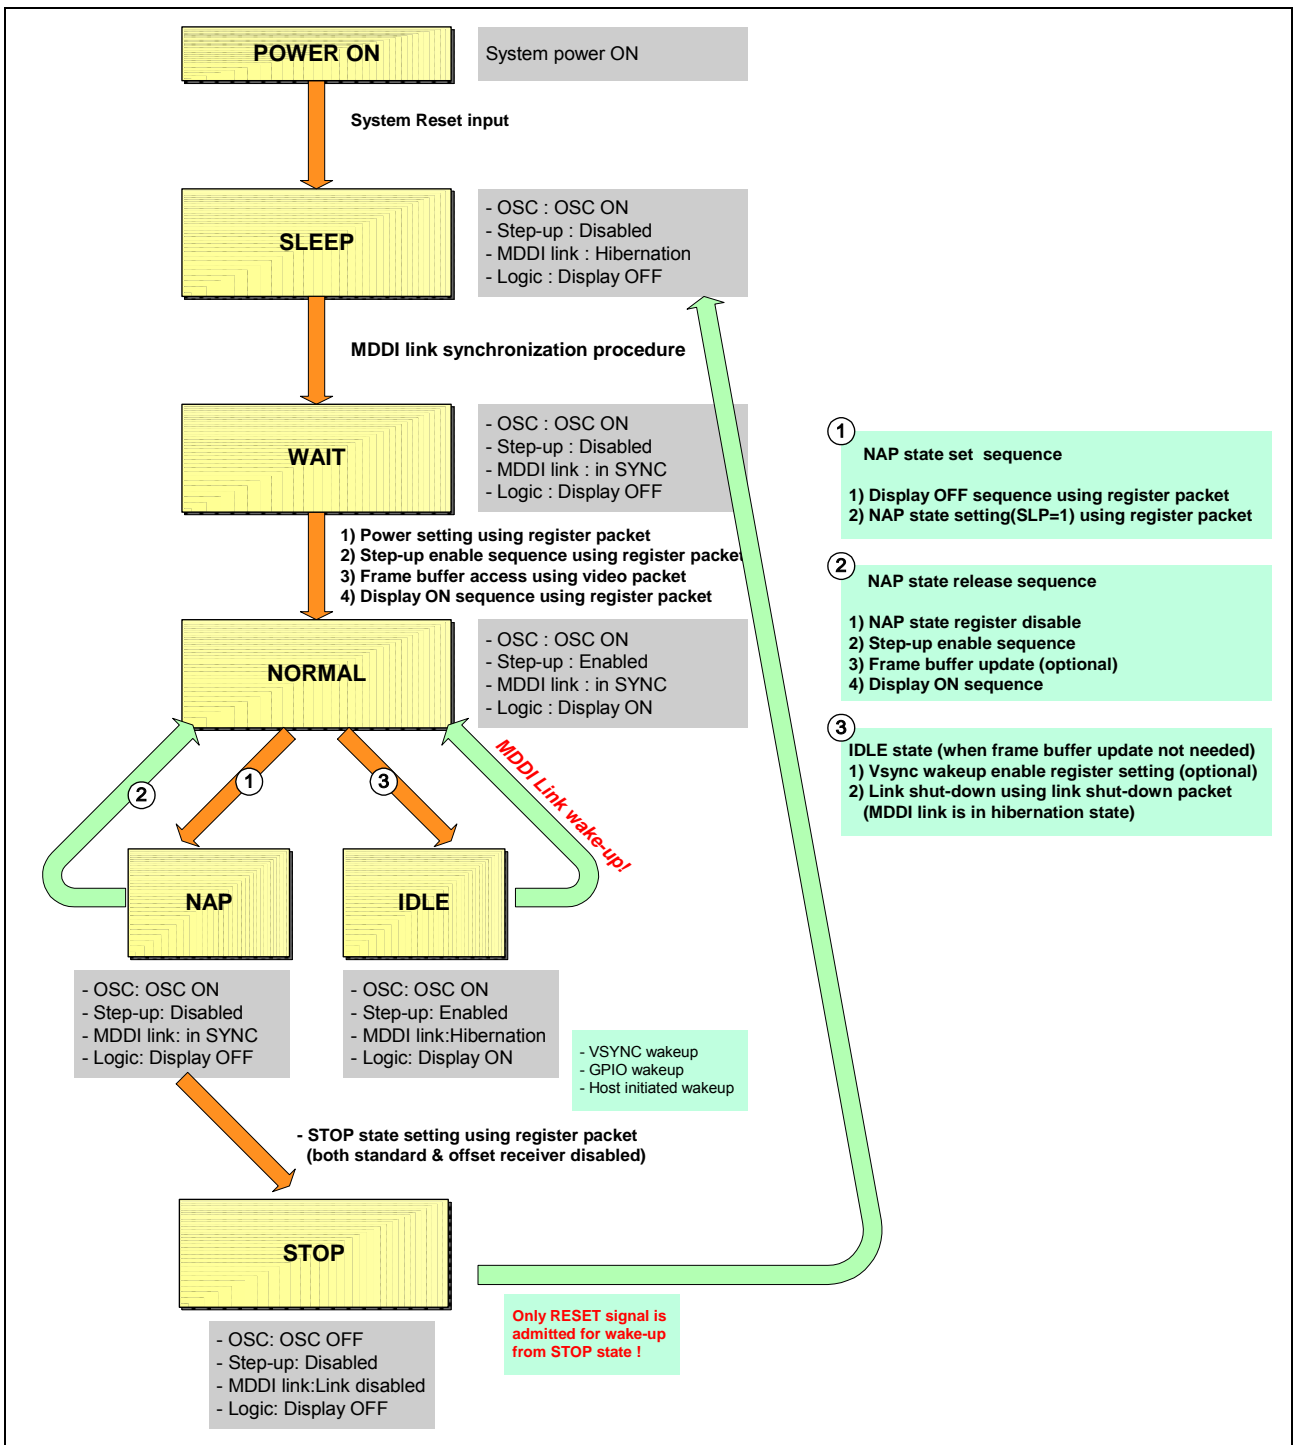 POWER ON
System power ON
System Reset input
SLEEP
- OSC : OSC ON
- Step-up : Disabled
- MDDI link : Hibernation
- Logic : Display OFF
MDDI link synchronization procedure
WAIT
- OSC : OSC ON
- Step-up : Disabled
- MDDI link : in SYNC
- Logic : Display OFF
1) Power setting using register packet
2) Step-up enable sequence using register packet
3) Frame buffer access using video packet
4) Display ON sequence using register packet
NORMAL
- OSC : OSC ON
- Step-up : Enabled
- MDDI link : in SYNC
- Logic : Display ON
2
1
3
MDDI Link wake-up!
NAP
IDLE
- OSC: OSC ON
- Step-up: Disabled
- MDDI link: in SYNC
- Logic: Display OFF
- OSC: OSC ON
- Step-up: Enabled
- MDDI link:Hibernation
- Logic: Display ON
- VSYNC wakeup
- GPIO wakeup
- Host initiated wakeup
- STOP state setting using register packet
(both standard & offset receiver disabled)
STOP
- OSC: OSC OFF
- Step-up: Disabled
- MDDI link:Link disabled
- Logic: Display OFF
Only RESET signal is
admitted for wake-up
from STOP state !
1
NAP state set sequence
1) Display OFF sequence using register packet
2) NAP state setting(SLP=1) using register packet
2
NAP state release sequence
1) NAP state register disable
2) Step-up enable sequence
3) Frame buffer update (optional)
4) Display ON sequence
3
IDLE state (when frame buffer update not needed)
1) Vsync wakeup enable register setting (optional)
2) Link shut-down using link shut-down packet
(MDDI link is in hibernation state)